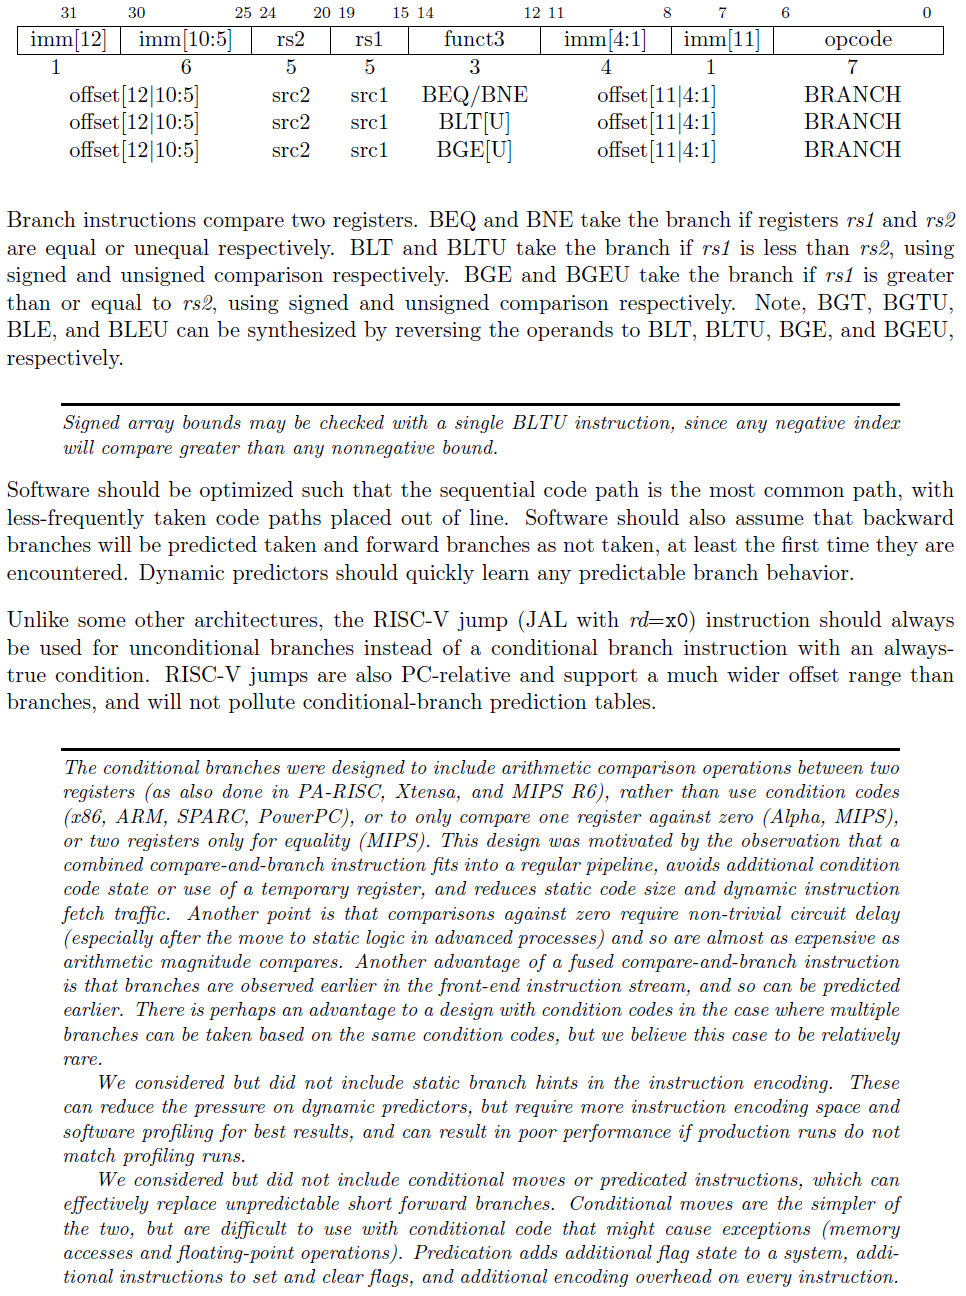 31 30 25 24 20 19 15 14 12 11 8 7 6 0
imm[12] imm[10:5] rs2 rs1 funct3 imm[4:1] imm[11] opcode
1 6 5 5 3 4 1 7
offset[12|10:5] src2 src1 BEQ/BNE offset[11|4:1] BRANCH
offset[12|10:5] src2 src1 BLT[U] offset[11|4:1] BRANCH
offset[12|10:5] src2 src1 BGE[U] offset[11|4:1] BRANCH
Branch instructions compare two registers. BEQ and BNE take the branch if registers rs1 and rs2
are equal or unequal respectively. BLT and BLTU take the branch if rs1 is less than rs2, using
signed and unsigned comparison respectively. BGE and BGEU take the branch if rs1 is greater
than or equal to rs2, using signed and unsigned comparison respectively. Note, BGT, BGTU,
BLE, and BLEU can be synthesized by reversing the operands to BLT, BLTU, BGE, and BGEU,
respectively.
Signed array bounds may be checked with a single BLTU instruction, since any negative index
will compare greater than any nonnegative bound.
Software should be optimized such that the sequential code path is the most common path, with
less-frequently taken code paths placed out of line. Software should also assume that backward
branches will be predicted taken and forward branches as not taken, at least the first time they are
encountered. Dynamic predictors should quickly learn any predictable branch behavior.
Unlike some other architectures, the RISC-V jump (JAL with rd=x0) instruction should always
be used for unconditional branches instead of a conditional branch instruction with an always-
true condition. RISC-V jumps are also PC-relative and support a much wider offset range than
branches, and will not pollute conditional-branch prediction tables.
The conditional branches were designed to include arithmetic comparison operations between two
registers (as also done in PA-RISC, Xtensa, and MIPS R6), rather than use condition codes
(x86, ARM, SPARC, PowerPC), or to only compare one register against zero (Alpha, MIPS),
or two registers only for equality (MIPS). This design was motivated by the observation that a
combined compare-and-branch instruction fits into a regular pipeline, avoids additional condition
code state or use of a temporary register, and reduces static code size and dynamic instruction
fetch traffic. Another point is that comparisons against zero require non-trivial circuit delay
(especially after the move to static logic in advanced processes) and so are almost as expensive as
arithmetic magnitude compares. Another advantage of a fused compare-and-branch instruction
is that branches are observed earlier in the front-end instruction stream, and so can be predicted
earlier. There is perhaps an advantage to a design with condition codes in the case where multiple
branches can be taken based on the same condition codes, but we believe this case to be relatively
rare.
We considered but did not include static branch hints in the instruction encoding. These
can reduce the pressure on dynamic predictors, but require more instruction encoding space and
software profiling for best results, and can result in poor performance if production runs do not
match profiling runs.
We considered but did not include conditional moves or predicated instructions, which can
effectively replace unpredictable short forward branches. Conditional moves are the simpler of
the two, but are difficult to use with conditional code that might cause exceptions (memory
accesses and floating-point operations). Predication adds additional flag state to a system, addi-
tional instructions to set and clear flags, and additional encoding overhead on every instruction.